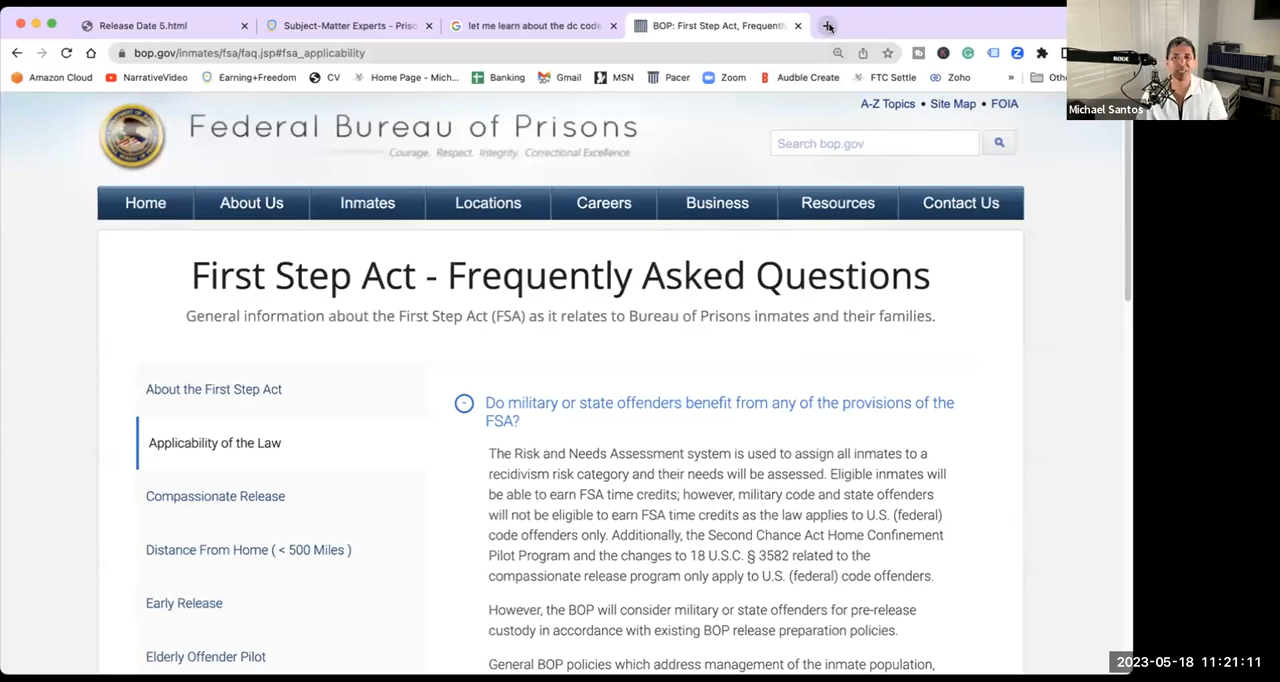 Release Date 5.html
Subject-Matter Experts - Priso
let me learn about the dc code
BOP: First Step Act, Frequently
bop.gov/inmates/fsa/faq.jsp#fsa_applicability
Amazon Cloud
NarrativeVideo
Earning+Freedom
CV
Home Page - Mich...
Banking
Gmail
MSN
Pacer
Zoom
Audble Create
FTC Settle
Zoho
»
RØDE
Michael Santos
A-Z Topics • Site Map • FOIA
Federal Bureau of Prisons
Courage. Respect. Integrity. Correctional Excellence.
Search bop.gov
Home
About Us
Inmates
Locations
Careers
Business
Resources
Contact Us
First Step Act - Frequently Asked Questions
General information about the First Step Act (FSA) as it relates to Bureau of Prisons inmates and their families.
About the First Step Act
Applicability of the Law
Compassionate Release
Distance From Home ( < 500 Miles )
Early Release
Elderly Offender Pilot
Do military or state offenders benefit from any of the provisions of the
FSA?
The Risk and Needs Assessment system is used to assign all inmates to a
recidivism risk category and their needs will be assessed. Eligible inmates will
be able to earn FSA time credits; however, military code and state offenders
will not be eligible to earn FSA time credits as the law applies to U.S. (federal)
code offenders only. Additionally, the Second Chance Act Home Confinement
Pilot Program and the changes to 18 U.S.C. § 3582 related to the
compassionate release program only apply to U.S. (federal) code offenders.
However, the BOP will consider military or state offenders for pre-release
custody in accordance with existing BOP release preparation policies.
General BOP policies which address management of the inmate population,
2023-05-18 11:21:11